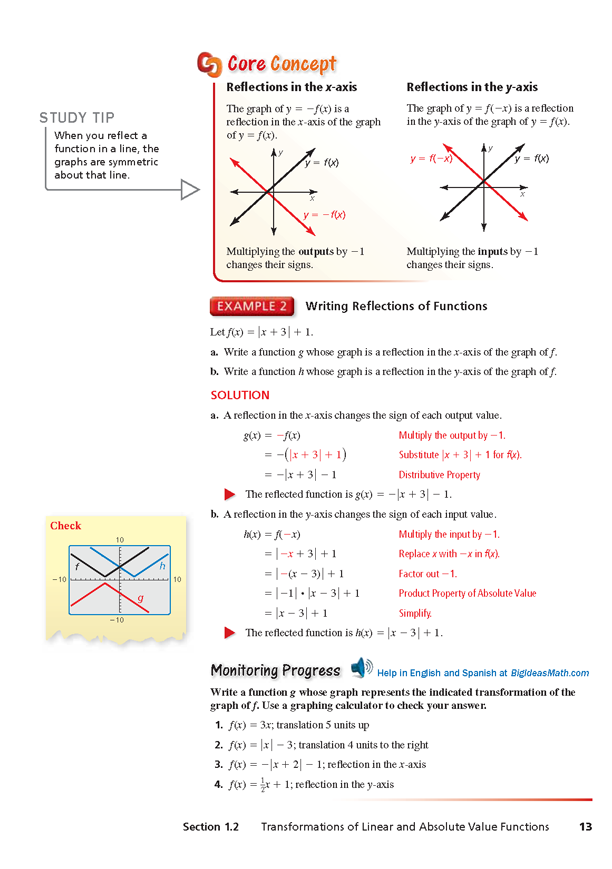 Core Concept
Reflections in the x-axis
The graph of y = −f(x) is a
reflection in the x-axis of the graph
of y = f(x).
y
y = f(x)
x
y = −f(x)
Multiplying the outputs by −1
changes their signs.
Reflections in the y-axis
The graph of y = f(−x) is a reflection
in the y-axis of the graph of y = f(x).
y
y = f(−x)
y = f(x)
x
Multiplying the inputs by −1
changes their signs.
STUDY TIP
When you reflect a
function in a line, the
graphs are symmetric
about that line.
EXAMPLE 2 Writing Reflections of Functions
Let f(x) = |x + 3| + 1.
a. Write a function g whose graph is a reflection in the x-axis of the graph of f.
b. Write a function h whose graph is a reflection in the y-axis of the graph of f.
SOLUTION
a. A reflection in the x-axis changes the sign of each output value.
g(x) = −f(x) Multiply the output by −1.
= −(|x + 3| + 1) Substitute |x + 3| + 1 for f(x).
= −|x + 3| − 1 Distributive Property
The reflected function is g(x) = −|x + 3| − 1.
b. A reflection in the y-axis changes the sign of each input value.
h(x) = f(−x) Multiply the input by −1.
= |−x + 3| + 1 Replace x with −x in f(x).
= |−(x − 3)| + 1 Factor out −1.
= |−1| • |x − 3| + 1 Product Property of Absolute Value
= |x − 3| + 1 Simplify.
The reflected function is h(x) = |x − 3| + 1.
Check
10
f
h
−10
10
g
−10
Monitoring Progress Help in English and Spanish at BigIdeasMath.com
Write a function g whose graph represents the indicated transformation of the
graph of f. Use a graphing calculator to check your answer.
1. f(x) = 3x; translation 5 units up
2. f(x) = |x| − 3; translation 4 units to the right
3. f(x) = −|x + 2| − 1; reflection in the x-axis
4. f(x) = ½x + 1; reflection in the y-axis
Section 1.2 Transformations of Linear and Absolute Value Functions 13